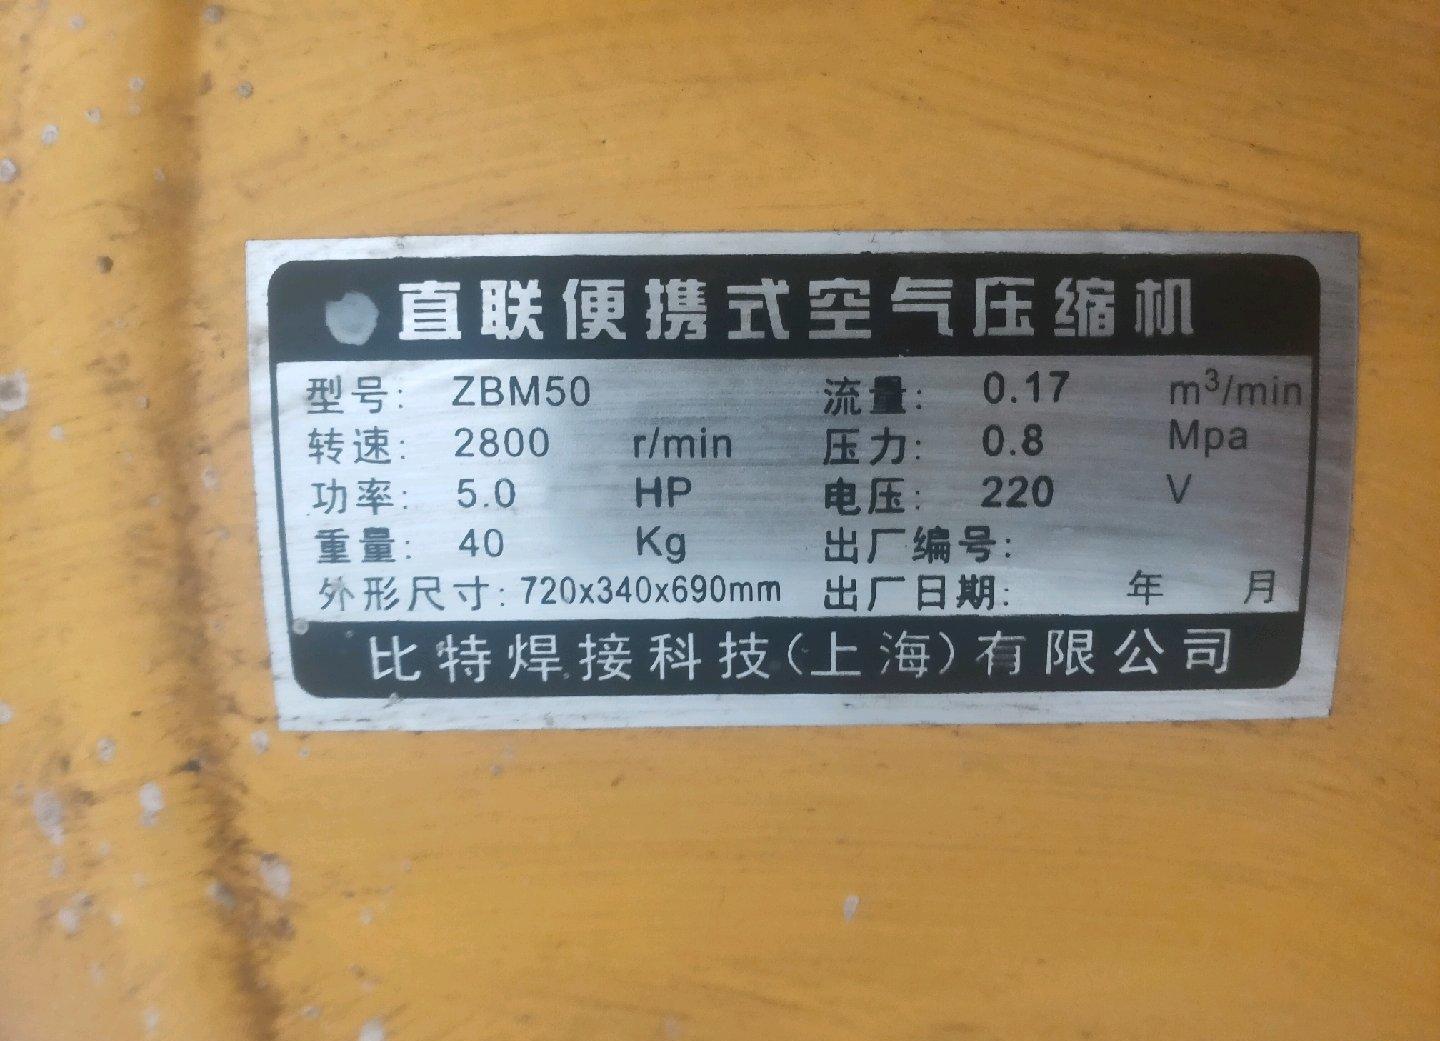 直联便携式空气压缩机
型号: ZBM50 流量: 0.17 m³/min
转速: 2800 r/min 压力: 0.8 Mpa
功率: 5.0 HP 电压: 220 V
重量: 40 Kg 出厂编号:
外形尺寸: 720x340x690mm 出厂日期: 年 月
比特焊接科技(上海)有限公司